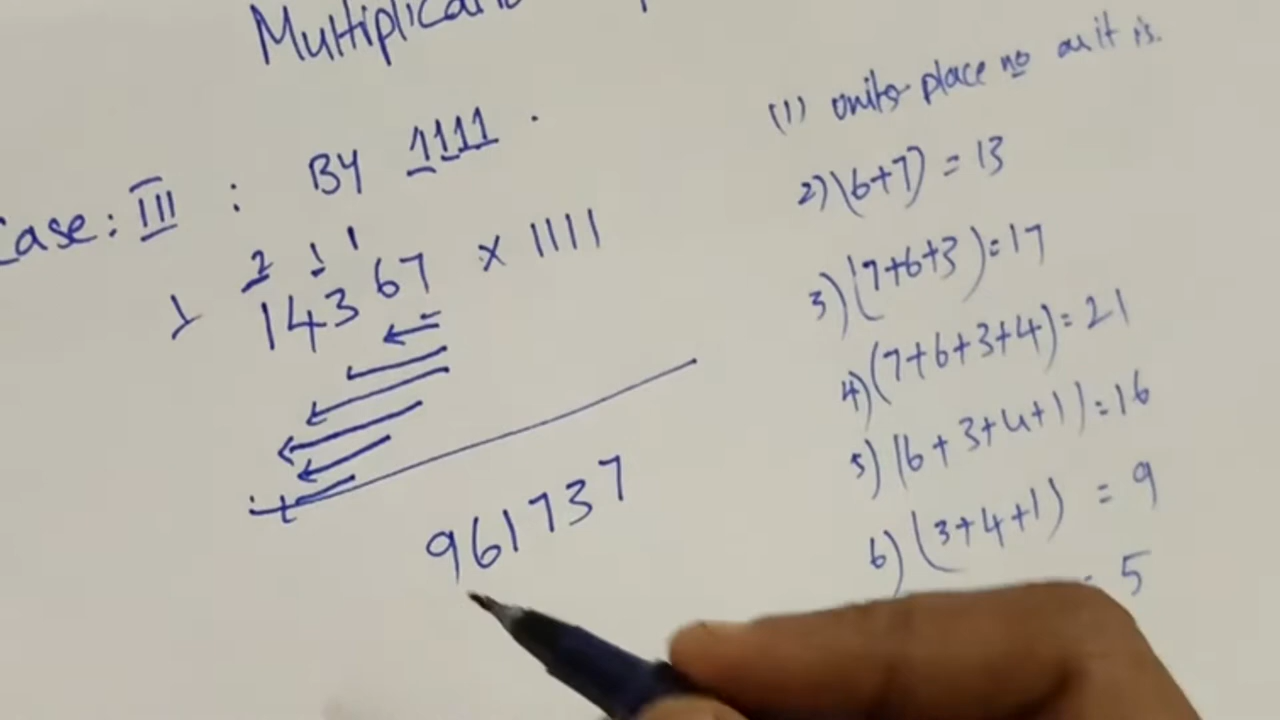 Case: III : BY 1111 .
2 1 1
14367 x 1111
961737
(1) units place no as it is.
2) (6+7) = 13
3) (7+6+3) = 17
4) (7+6+3+4) = 21
5) (6+3+4+1) = 16
6) (3+4+1) = 9
5